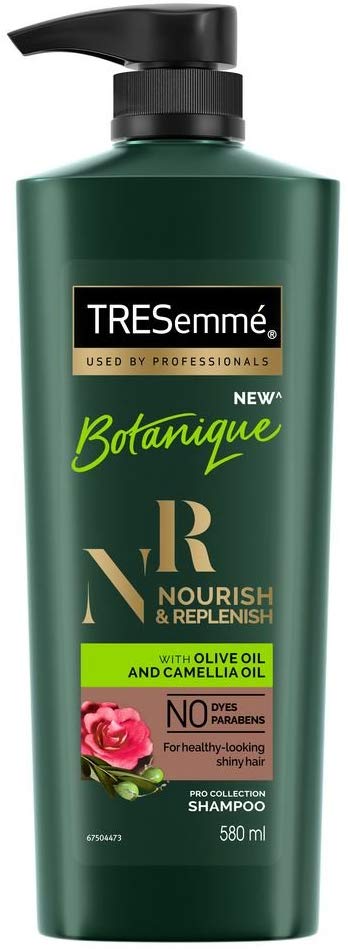 TRESemmé®
USED BY PROFESSIONALS
NEW^
Botanique
NR
NOURISH
& REPLENISH
WITH OLIVE OIL
AND CAMELLIA OIL
NO DYES
PARABENS
For healthy-looking
shiny hair
PRO COLLECTION
SHAMPOO
67504473
580 ml